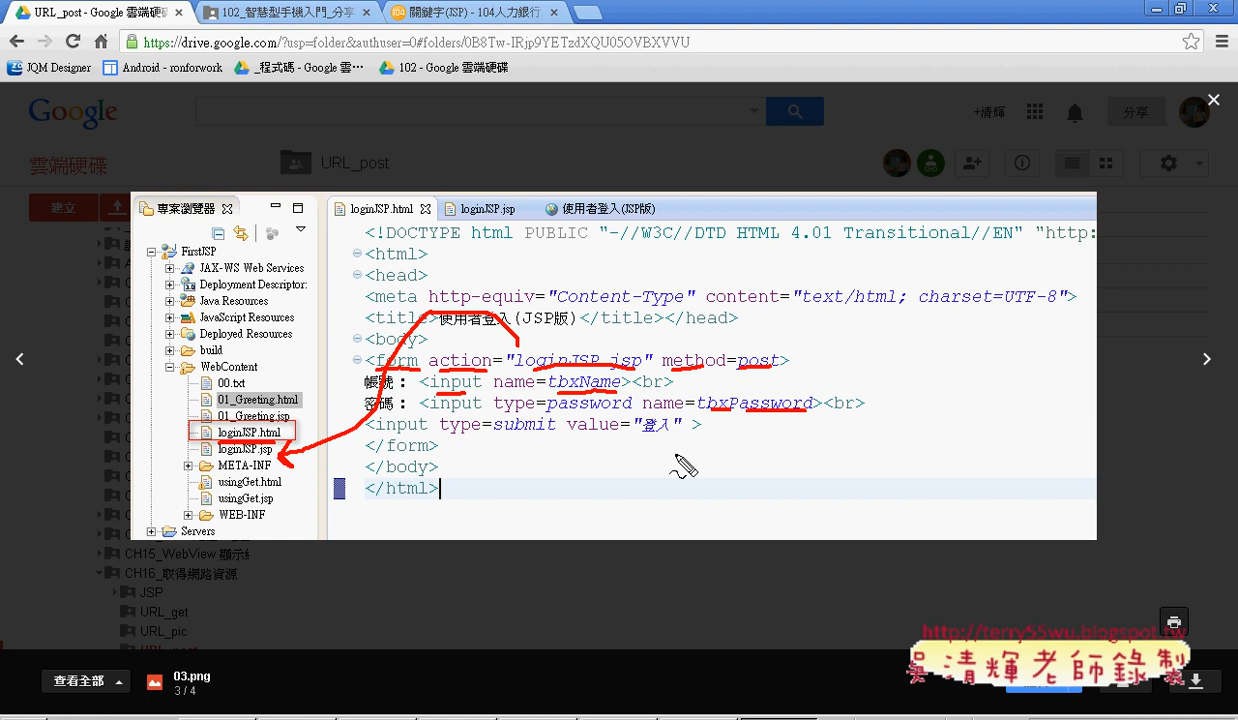 URL_post - Google 雲端硬碟
102_智慧型手機入門_分享
關鍵字(JSP) - 104人力銀行
https://drive.google.com/?usp=folder&authuser=0#folders/0B8Tw-IRjp9YETzdXQU05OVBXVVU
JQM Designer
Android - ronforwork
_程式碼 - Google 雲…
102 - Google 雲端硬碟
Google
+清輝
分享
雲端硬碟
URL_post
建立
專案瀏覽器
loginJSP.html
loginJSP.jsp
使用者登入(JSP版)
FirstJSP
JAX-WS Web Services
Deployment Descriptor:
Java Resources
JavaScript Resources
Deployed Resources
build
WebContent
00.txt
01_Greeting.html
01_Greeting.jsp
loginJSP.html
loginJSP.jsp
META-INF
usingGet.html
usingGet.jsp
WEB-INF
Servers
<!DOCTYPE html PUBLIC "-//W3C//DTD HTML 4.01 Transitional//EN" "http:
<html>
<head>
<meta http-equiv="Content-Type" content="text/html; charset=UTF-8">
<title>使用者登入(JSP版)</title></head>
<body>
<form action="loginJSP.jsp" method=post>
帳號：<input name=tbxName><br>
密碼：<input type=password name=tbxPassword><br>
<input type=submit value="登入" >
</form>
</body>
</html>
CH15_WebView 顯示網
CH16_取得網路資源
JSP
URL_get
URL_pic
http://terry55wu.blogspot.tw
吳清輝老師錄製
查看全部
03.png
3 / 4